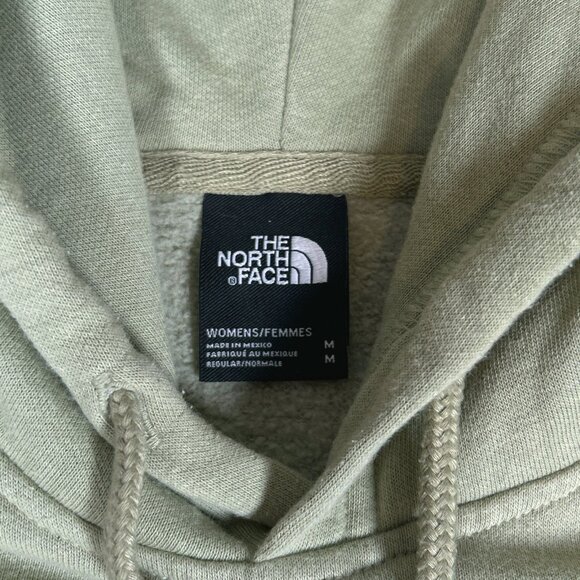 THE
NORTH
® FACE
WOMENS/FEMMES
MADE IN MEXICO M
FABRIQUÉ AU MEXIQUE
REGULAR/NORMALE M